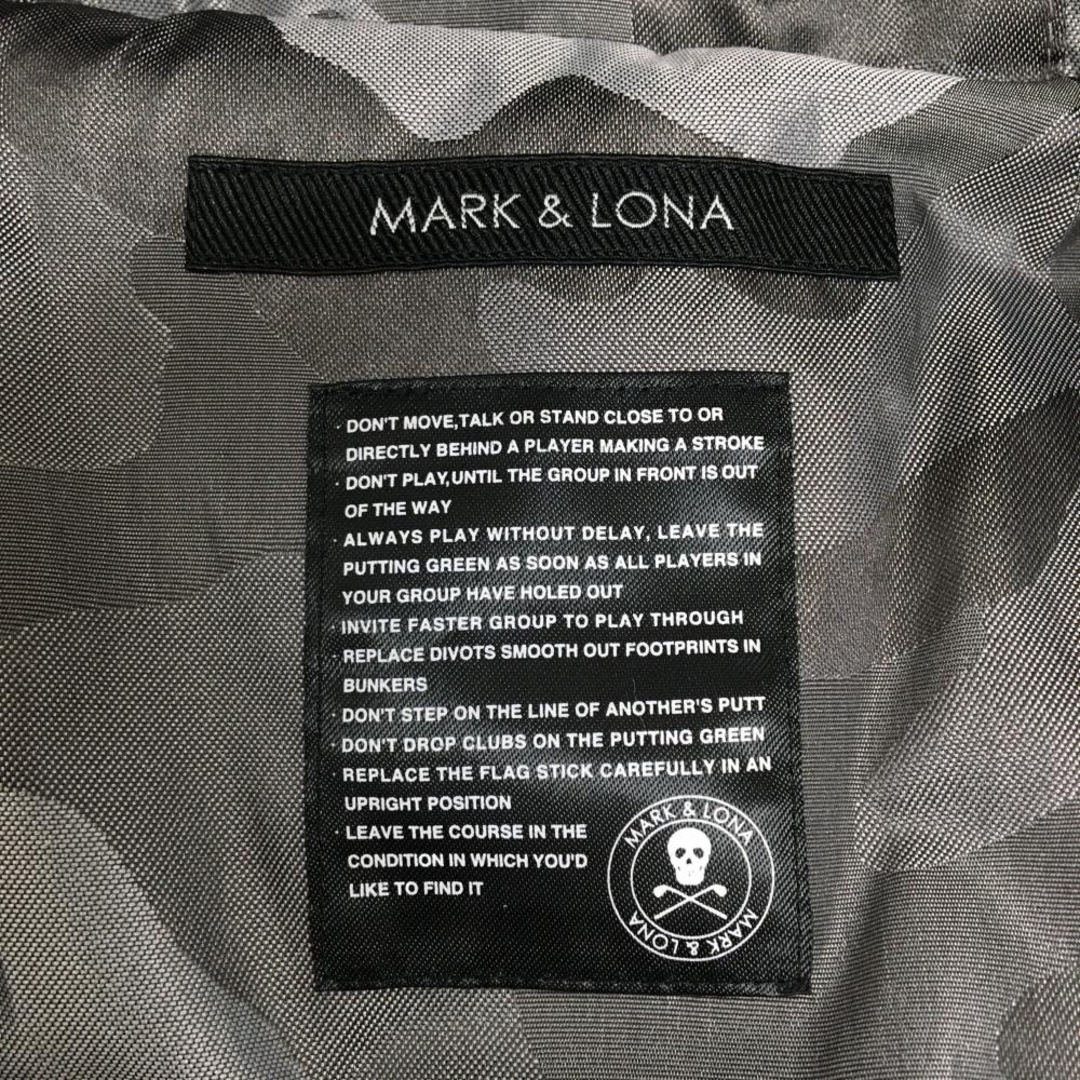 MARK & LONA
· DON'T MOVE,TALK OR STAND CLOSE TO OR
DIRECTLY BEHIND A PLAYER MAKING A STROKE
· DON'T PLAY,UNTIL THE GROUP IN FRONT IS OUT
OF THE WAY
· ALWAYS PLAY WITHOUT DELAY, LEAVE THE
PUTTING GREEN AS SOON AS ALL PLAYERS IN
YOUR GROUP HAVE HOLED OUT
· INVITE FASTER GROUP TO PLAY THROUGH
· REPLACE DIVOTS SMOOTH OUT FOOTPRINTS IN
BUNKERS
· DON'T STEP ON THE LINE OF ANOTHER'S PUTT
· DON'T DROP CLUBS ON THE PUTTING GREEN
· REPLACE THE FLAG STICK CAREFULLY IN AN
UPRIGHT POSITION
· LEAVE THE COURSE IN THE
CONDITION IN WHICH YOU'D
LIKE TO FIND IT
MARK & LONA
MARK & LONA